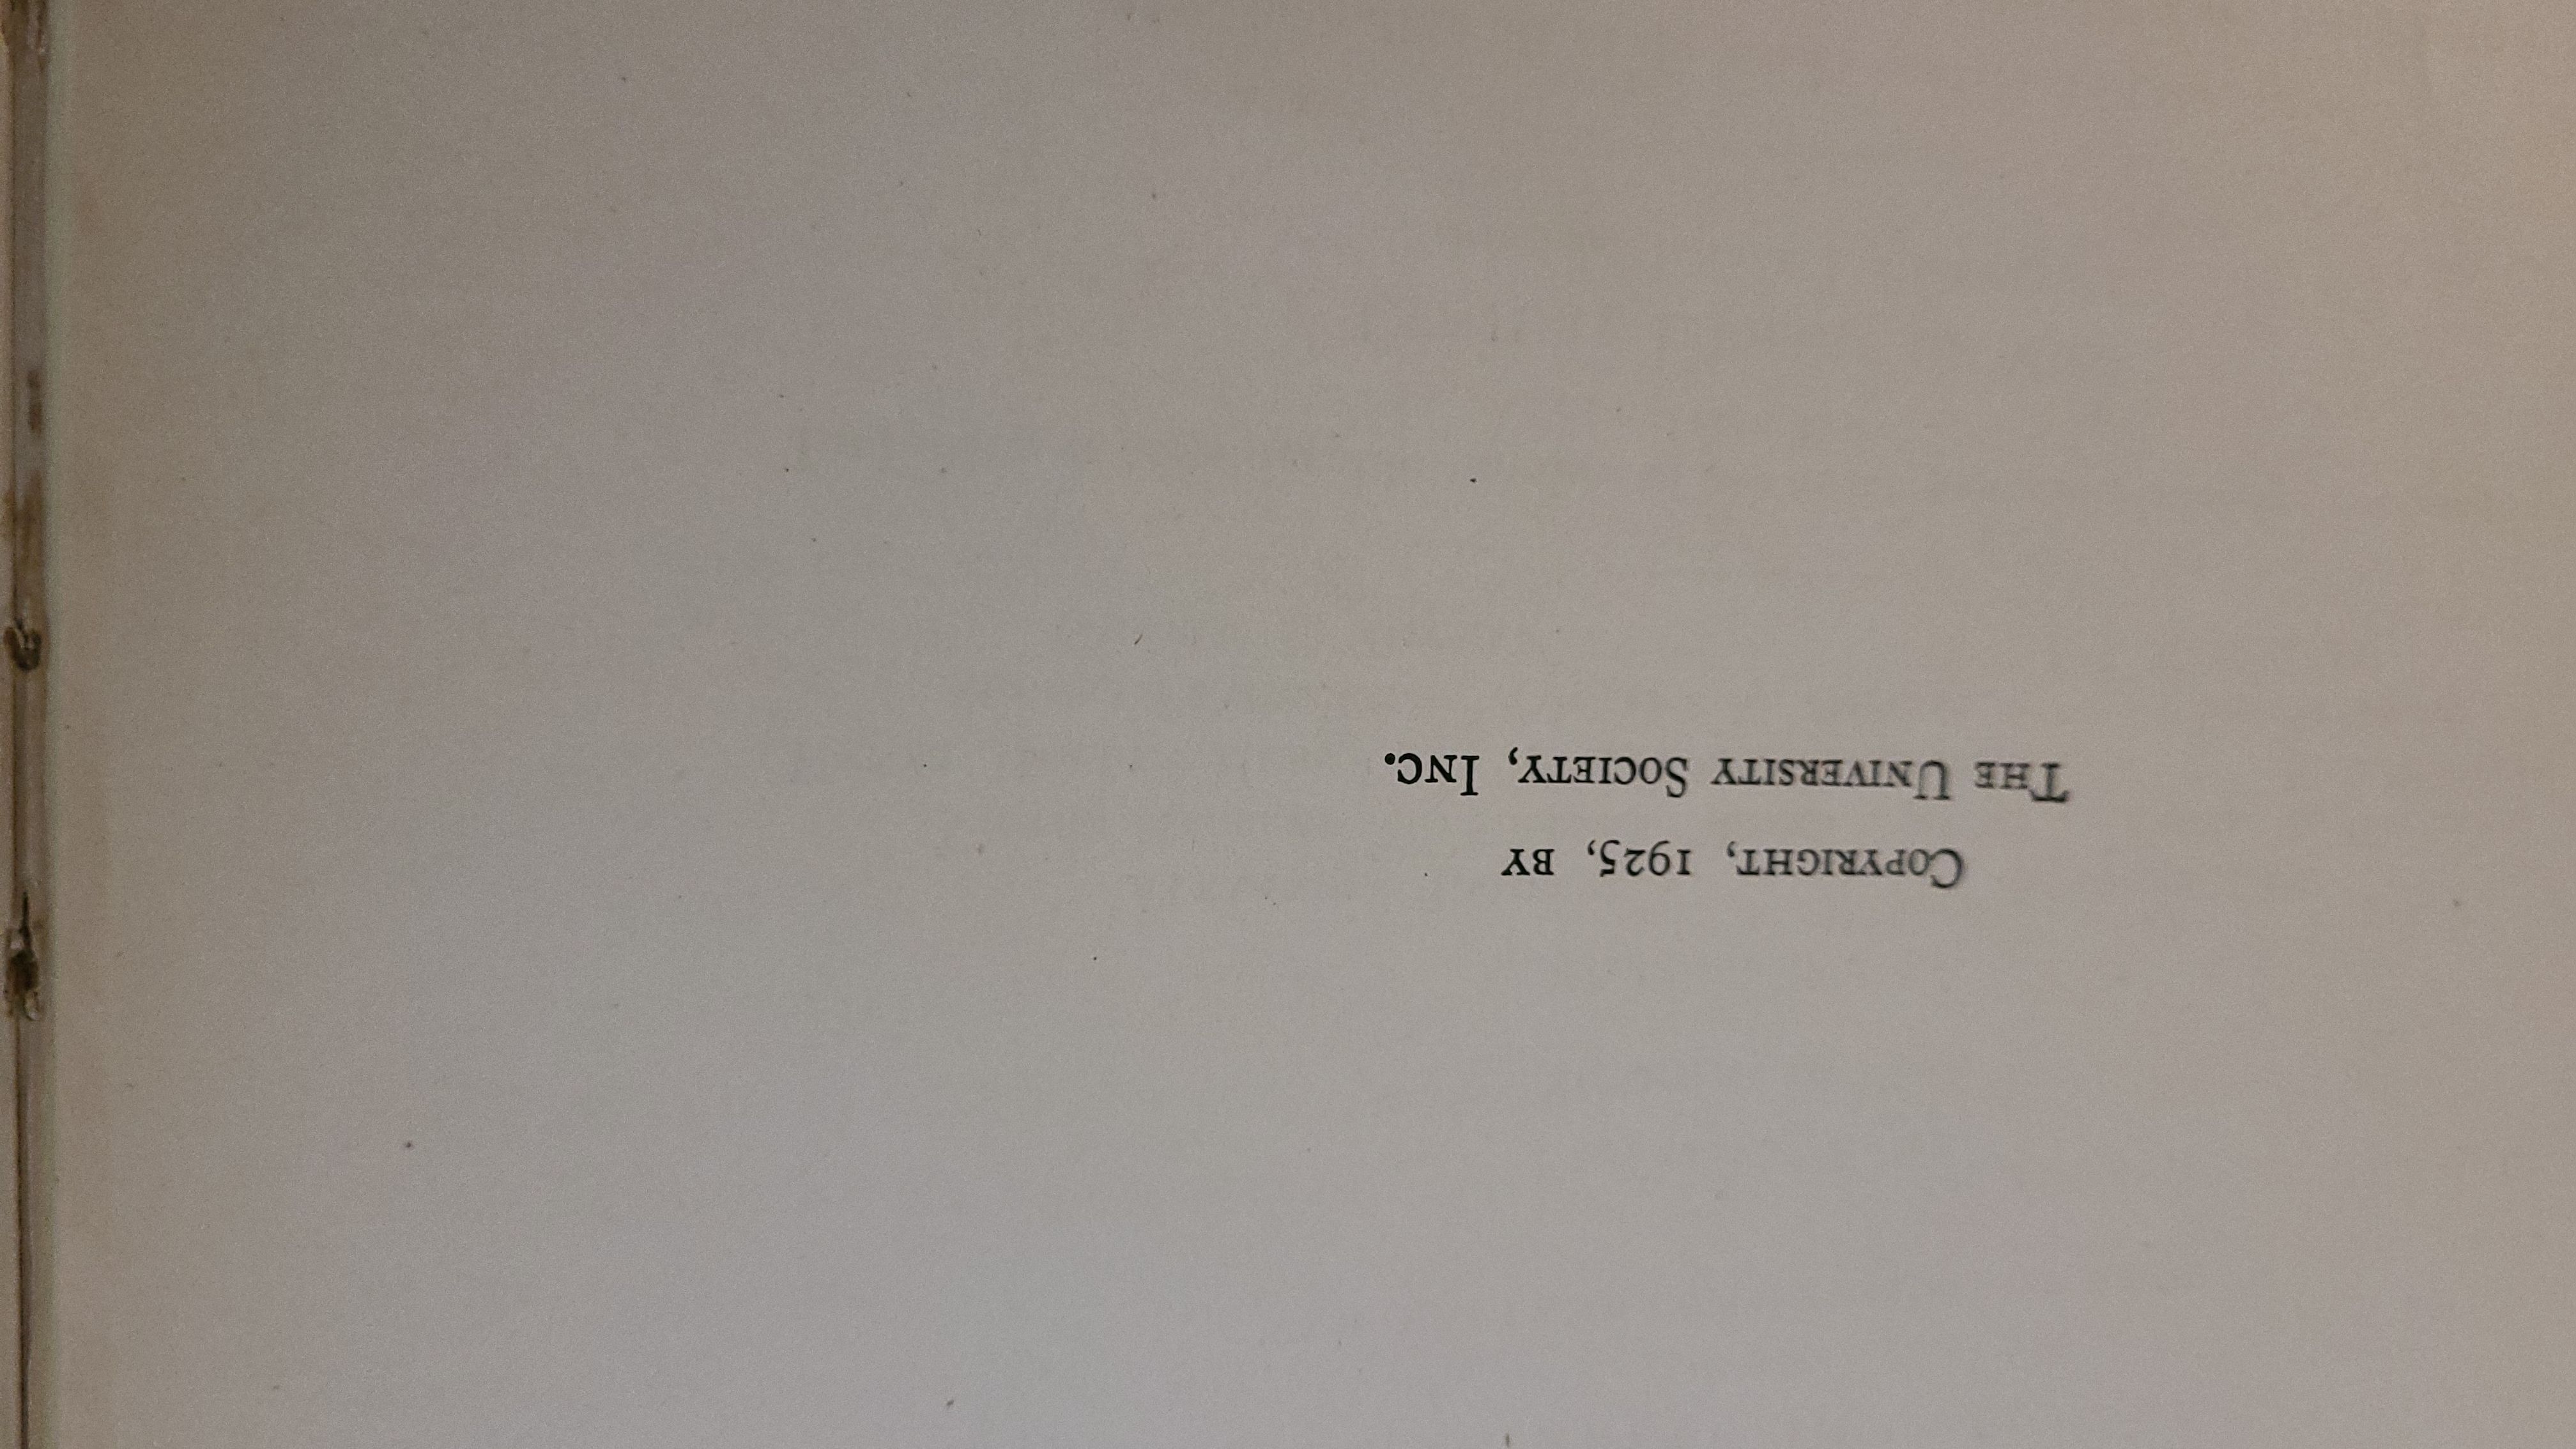 Copyright, 1925, by
The University Society, Inc.